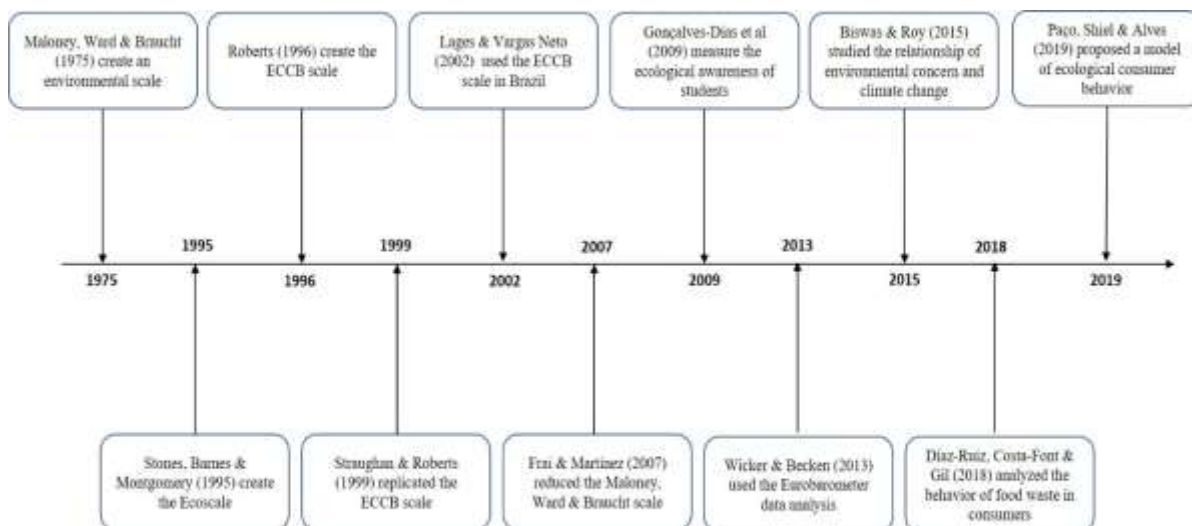 Maloney, Ward & Braucht
(1975) create an
environmental scale
Roberts (1996) create the
ECCB scale
Lages & Vargas Neto
(2002) used the ECCB
scale in Brazil
Gonçalves-Dias et al
(2009) measure the
ecological awareness of
students
Biswas & Roy (2015)
studied the relationship of
environmental concern and
climate change
Paço, Shiel & Alves
(2019) proposed a model
of ecological consumer
behavior
1995
1999
2007
2013
2018
1975
1996
2002
2009
2015
2019
Stones, Barnes &
Montgomery (1995) create
the Ecoscale
Straughan & Roberts
(1999) replicated the
ECCB scale
Frai & Martinez (2007)
reduced the Maloney,
Ward & Braucht scale
Wicker & Becken (2013)
used the Eurobarometer
data analysis
Díaz-Ruiz, Costa-Font &
Gil (2018) analyzed the
behavior of food waste in
consumers